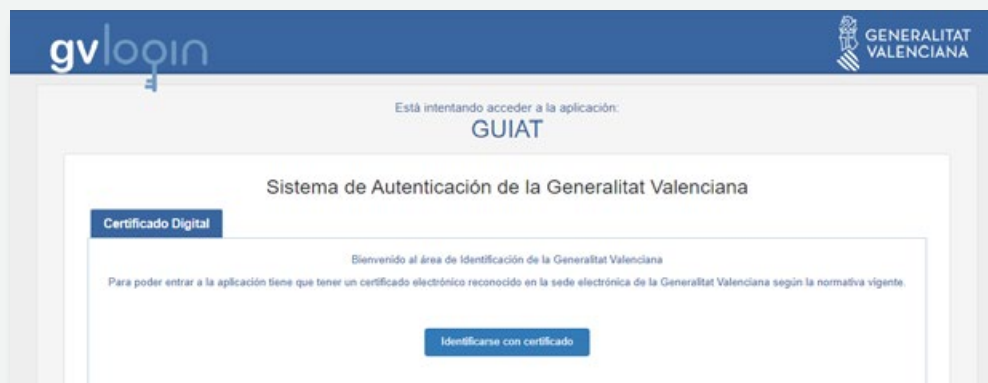 gvlogin
GENERALITAT
VALENCIANA
Está intentando acceder a la aplicación:
GUIAT
Sistema de Autenticación de la Generalitat Valenciana
Certificado Digital
Bienvenido al área de Identificación de la Generalitat Valenciana
Para poder entrar a la aplicación tiene que tener un certificado electrónico reconocido en la sede electrónica de la Generalitat Valenciana según la normativa vigente.
Identificarse con certificado